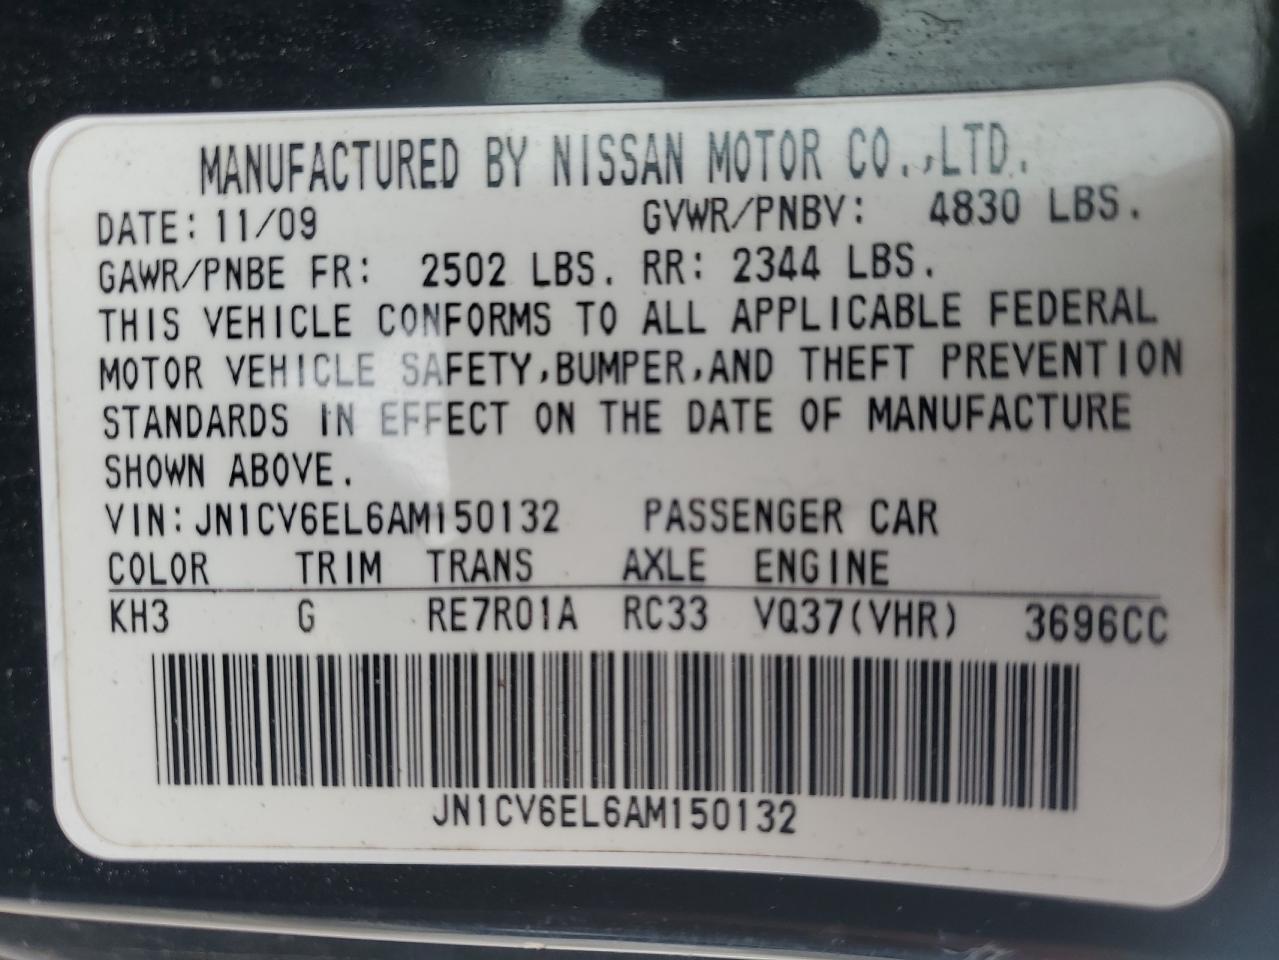 MANUFACTURED BY NISSAN MOTOR CO.,LTD.
DATE: 11/09 GVWR/PNBV: 4830 LBS.
GAWR/PNBE FR: 2502 LBS. RR: 2344 LBS.
THIS VEHICLE CONFORMS TO ALL APPLICABLE FEDERAL
MOTOR VEHICLE SAFETY,BUMPER,AND THEFT PREVENTION
STANDARDS IN EFFECT ON THE DATE OF MANUFACTURE
SHOWN ABOVE.
VIN: JN1CV6EL6AM150132 PASSENGER CAR
COLOR TRIM TRANS AXLE ENGINE
KH3 G RE7R01A RC33 VQ37(VHR) 3696CC
JN1CV6EL6AM150132